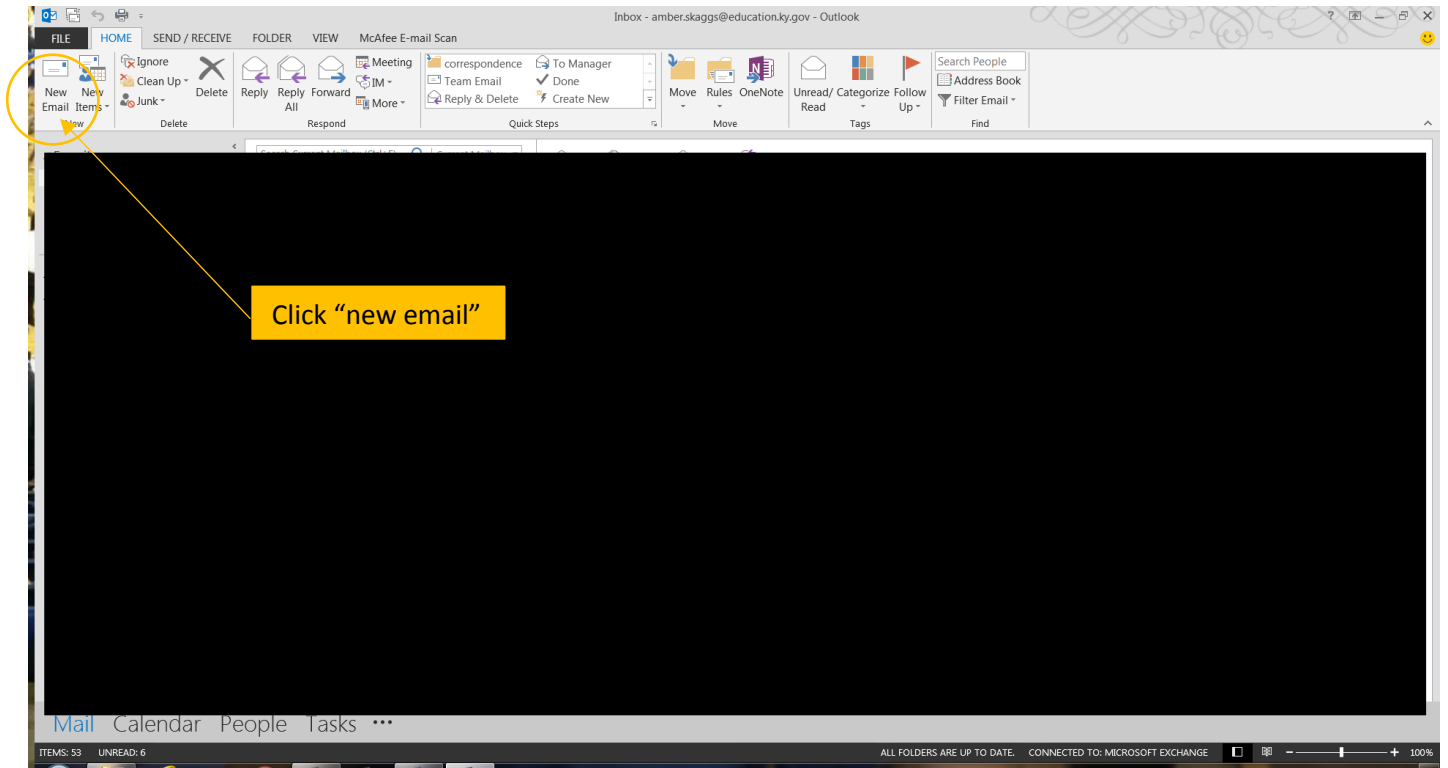 Inbox - amber.skaggs@education.ky.gov - Outlook
FILE HOME SEND / RECEIVE FOLDER VIEW McAfee E-mail Scan
New Email
New Items
Ignore
Clean Up
Junk
Delete
Reply
Reply All
Forward
Meeting
IM
More
correspondence
Team Email
Reply & Delete
To Manager
Done
Create New
Move
Rules
OneNote
Unread/ Read
Categorize
Follow Up
Search People
Address Book
Filter Email
New
Delete
Respond
Quick Steps
Move
Tags
Find
Click “new email”
Mail Calendar People Tasks •••
ITEMS: 53 UNREAD: 6
ALL FOLDERS ARE UP TO DATE. CONNECTED TO: MICROSOFT EXCHANGE 100%